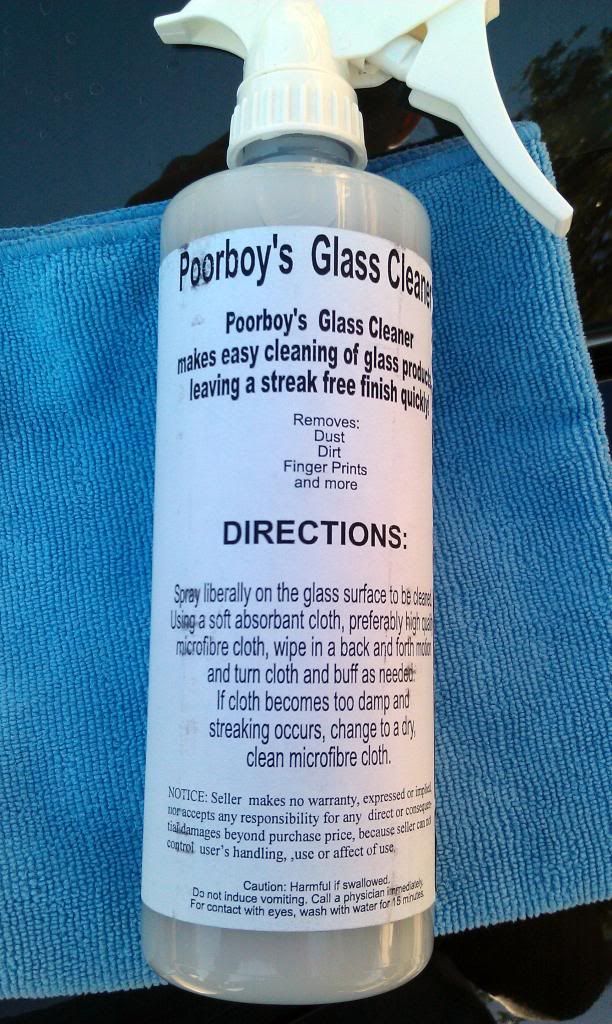 Poorboy's Glass Cleaner
Poorboy's Glass Cleaner
makes easy cleaning of glass products
leaving a streak free finish quickly!
Removes:
Dust
Dirt
Finger Prints
and more
DIRECTIONS:
Spray liberally on the glass surface to be cleaned
Using a soft absorbant cloth, preferably high quali
microfibre cloth, wipe in a back and forth motion
and turn cloth and buff as needed.
If cloth becomes too damp and
streaking occurs, change to a dry,
clean microfibre cloth.
NOTICE: Seller makes no warranty, expressed or implied,
nor accepts any responsibility for any direct or consequen-
tial damages beyond purchase price, because seller can not
control user's handling, ,use or affect of use.
Caution: Harmful if swallowed.
Do not induce vomiting. Call a physician immediately.
For contact with eyes, wash with water for 15 minutes.